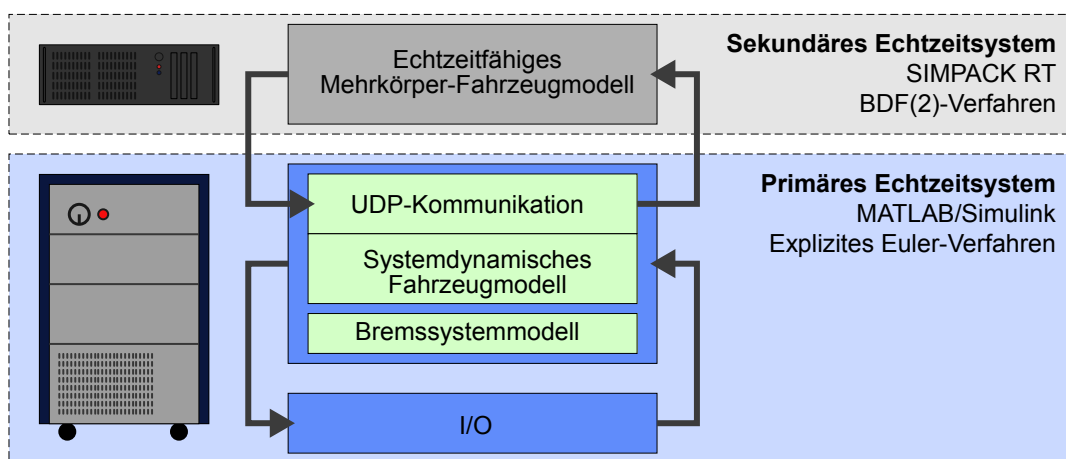 Echtzeitfähiges
Mehrkörper-Fahrzeugmodell
Sekundäres Echtzeitsystem
SIMPACK RT
BDF(2)-Verfahren
UDP-Kommunikation
Systemdynamisches
Fahrzeugmodell
Bremssystemmodell
Primäres Echtzeitsystem
MATLAB/Simulink
Explizites Euler-Verfahren
I/O